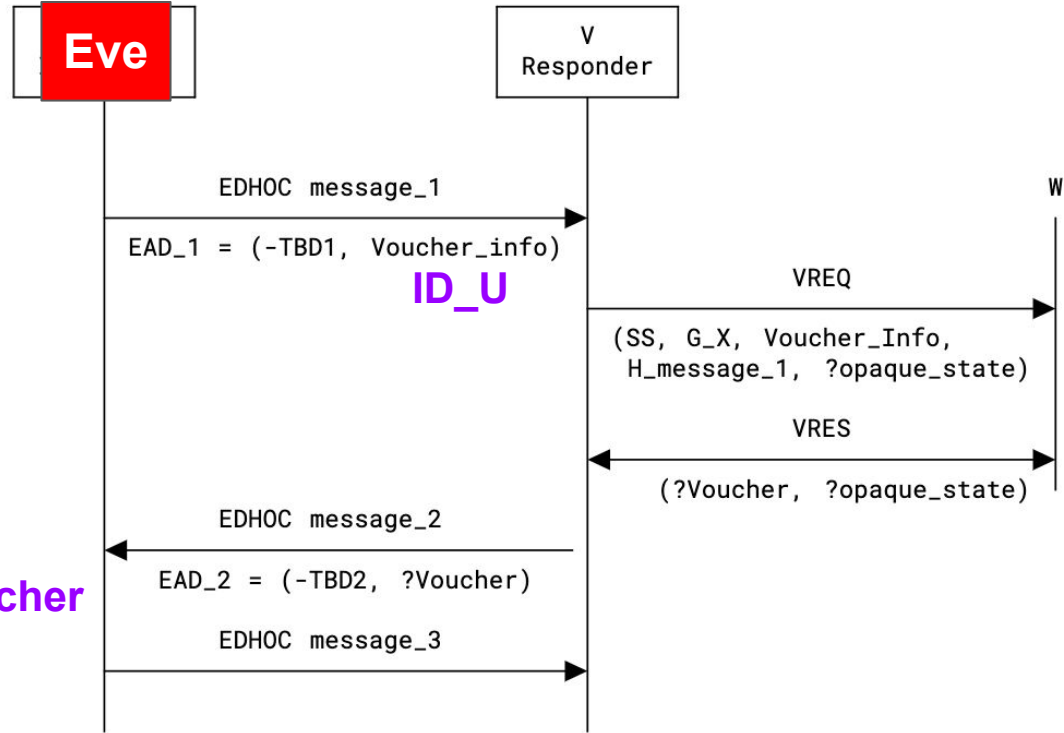 Eve
V
Responder
EDHOC message_1
W
EAD_1 = (-TBD1, Voucher_info)
ID_U
VREQ
(SS, G_X, Voucher_Info,
H_message_1, ?opaque_state)
VRES
(?Voucher, ?opaque_state)
EDHOC message_2
EAD_2 = (-TBD2, ?Voucher)
cher
EDHOC message_3